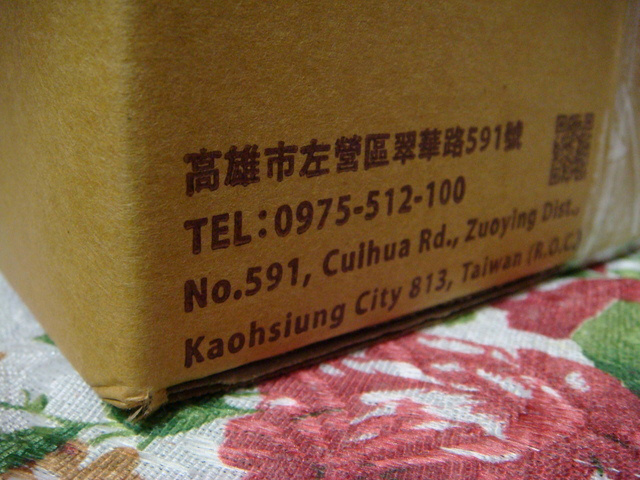 高雄市左營區翠華路591號
TEL:0975-512-100
No.591, Cuihua Rd., Zuoying Dist.,
Kaohsiung City 813, Taiwan (R.O.C.)